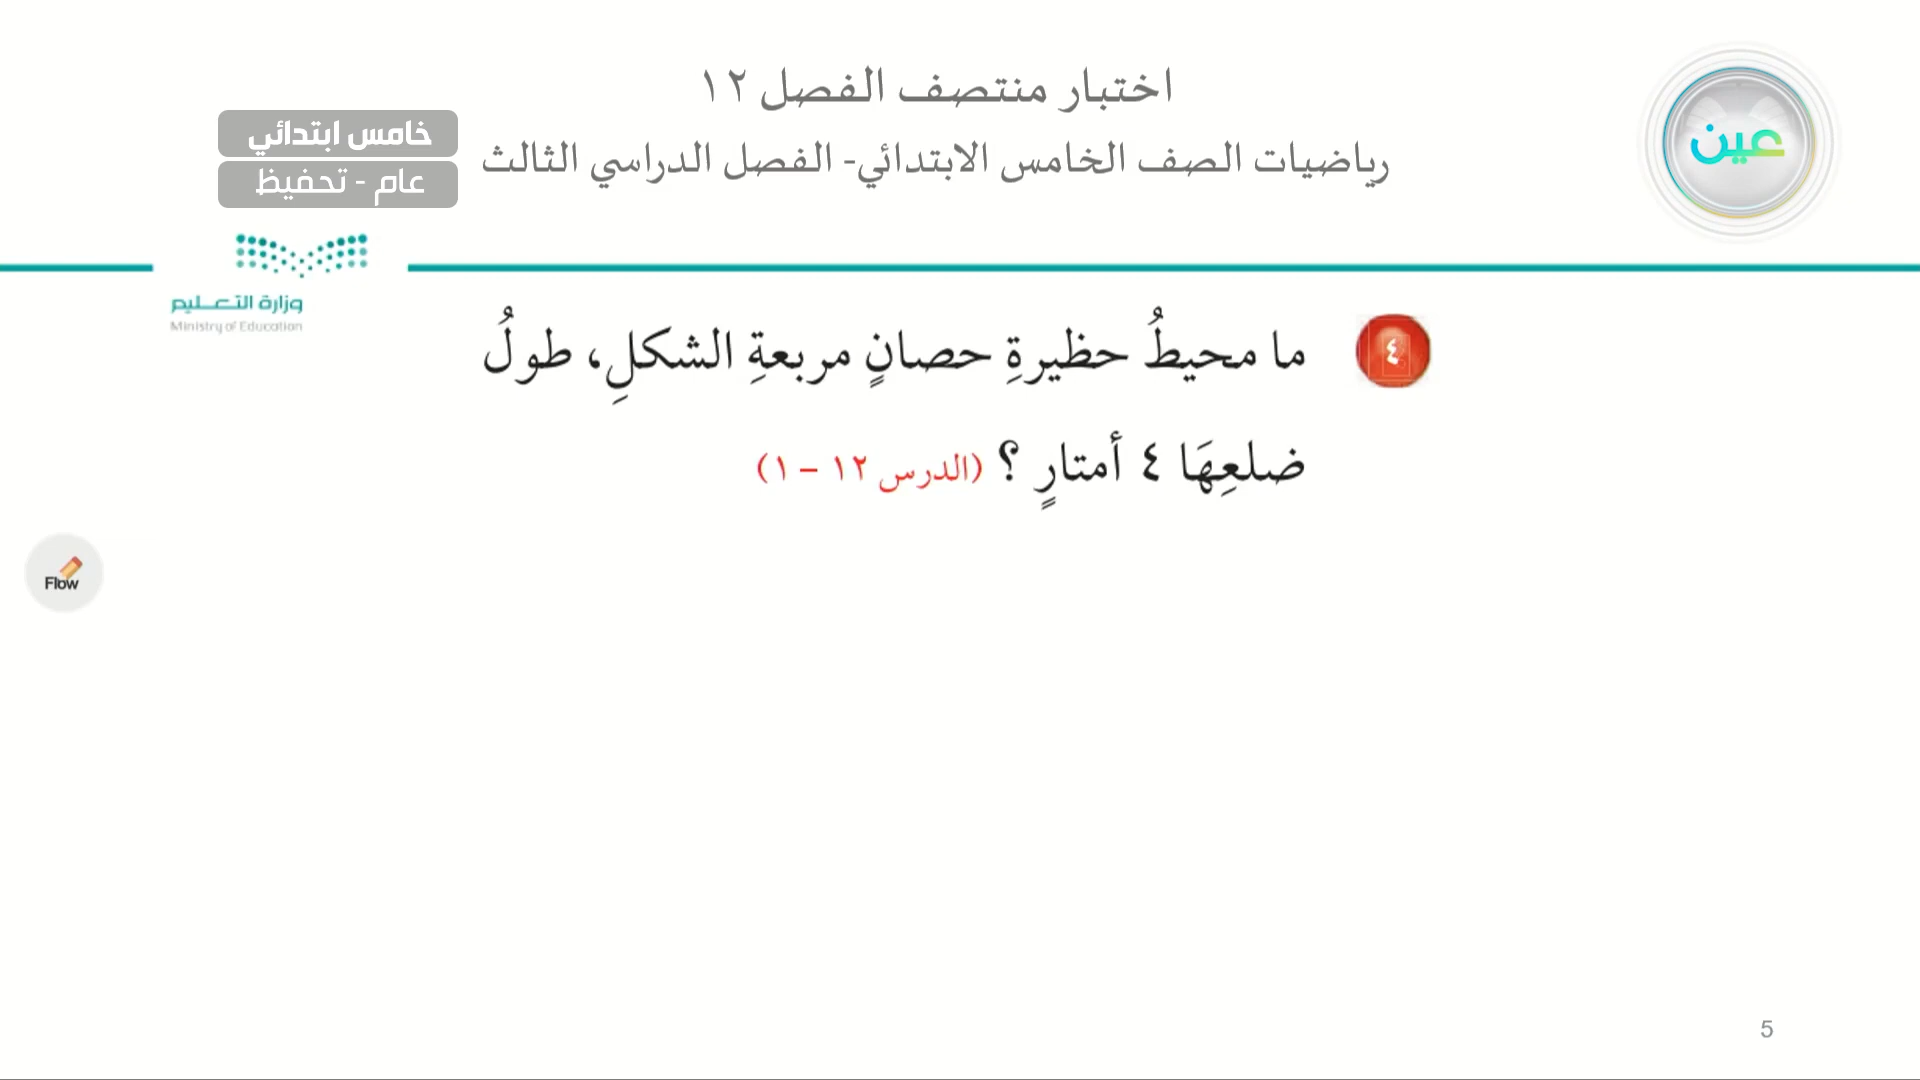 اختبار منتصف الفصل ١٢
رياضيات الصف الخامس الابتدائي- الفصل الدراسي الثالث
خامس ابتدائي
عام - تحفيظ
عين
وزارة التعليم
Ministry of Education
٤ ما محيطُ حظيرةِ حصانٍ مربعةِ الشكلِ، طولُ
ضلعِهَا ٤ أمتارٍ ؟ (الدرس ١٢ – ١)
Flow
5